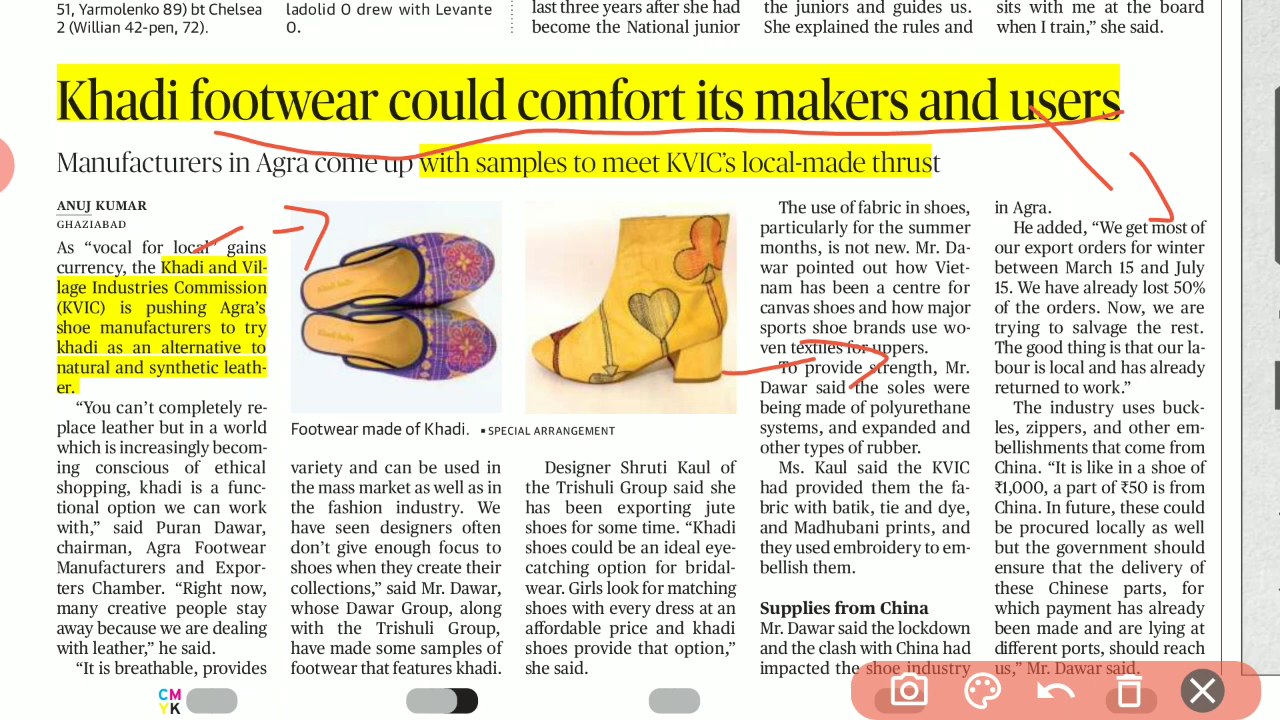 51, Yarmolenko 89) bt Chelsea
2 (Willian 42-pen, 72).
ladolid 0 drew with Levante
0.
last three years after she had
become the National junior
the juniors and guides us.
She explained the rules and
sits with me at the board
when I train,” she said.
Khadi footwear could comfort its makers and users
Manufacturers in Agra come up with samples to meet KVIC’s local-made thrust
ANUJ KUMAR
GHAZIABAD
As “vocal for local” gains
currency, the Khadi and Vil-
lage Industries Commission
(KVIC) is pushing Agra’s
shoe manufacturers to try
khadi as an alternative to
natural and synthetic leath-
er.
“You can’t completely re-
place leather but in a world
which is increasingly becom-
ing conscious of ethical
shopping, khadi is a func-
tional option we can work
with,” said Puran Dawar,
chairman, Agra Footwear
Manufacturers and Expor-
ters Chamber. “Right now,
many creative people stay
away because we are dealing
with leather,” he said.
“It is breathable, provides
Footwear made of Khadi. ▪ SPECIAL ARRANGEMENT
variety and can be used in
the mass market as well as in
the fashion industry. We
have seen designers often
don’t give enough focus to
shoes when they create their
collections,” said Mr. Dawar,
whose Dawar Group, along
with the Trishuli Group,
have made some samples of
footwear that features khadi.
Designer Shruti Kaul of
the Trishuli Group said she
has been exporting jute
shoes for some time. “Khadi
shoes could be an ideal eye-
catching option for bridal-
wear. Girls look for matching
shoes with every dress at an
affordable price and khadi
shoes provide that option,”
she said.
The use of fabric in shoes,
particularly for the summer
months, is not new. Mr. Da-
war pointed out how Viet-
nam has been a centre for
canvas shoes and how major
sports shoe brands use wo-
ven textiles for uppers.
To provide strength, Mr.
Dawar said the soles were
being made of polyurethane
systems, and expanded and
other types of rubber.
Ms. Kaul said the KVIC
had provided them the fa-
bric with batik, tie and dye,
and Madhubani prints, and
they used embroidery to em-
bellish them.
Supplies from China
Mr. Dawar said the lockdown
and the clash with China had
impacted the shoe industry
in Agra.
He added, “We get most of
our export orders for winter
between March 15 and July
15. We have already lost 50%
of the orders. Now, we are
trying to salvage the rest.
The good thing is that our la-
bour is local and has already
returned to work.”
The industry uses buck-
les, zippers, and other em-
bellishments that come from
China. “It is like in a shoe of
₹1,000, a part of ₹50 is from
China. In future, these could
be procured locally as well
but the government should
ensure that the delivery of
these Chinese parts, for
which payment has already
been made and are lying at
different ports, should reach
us,” Mr. Dawar said.
CM
YK